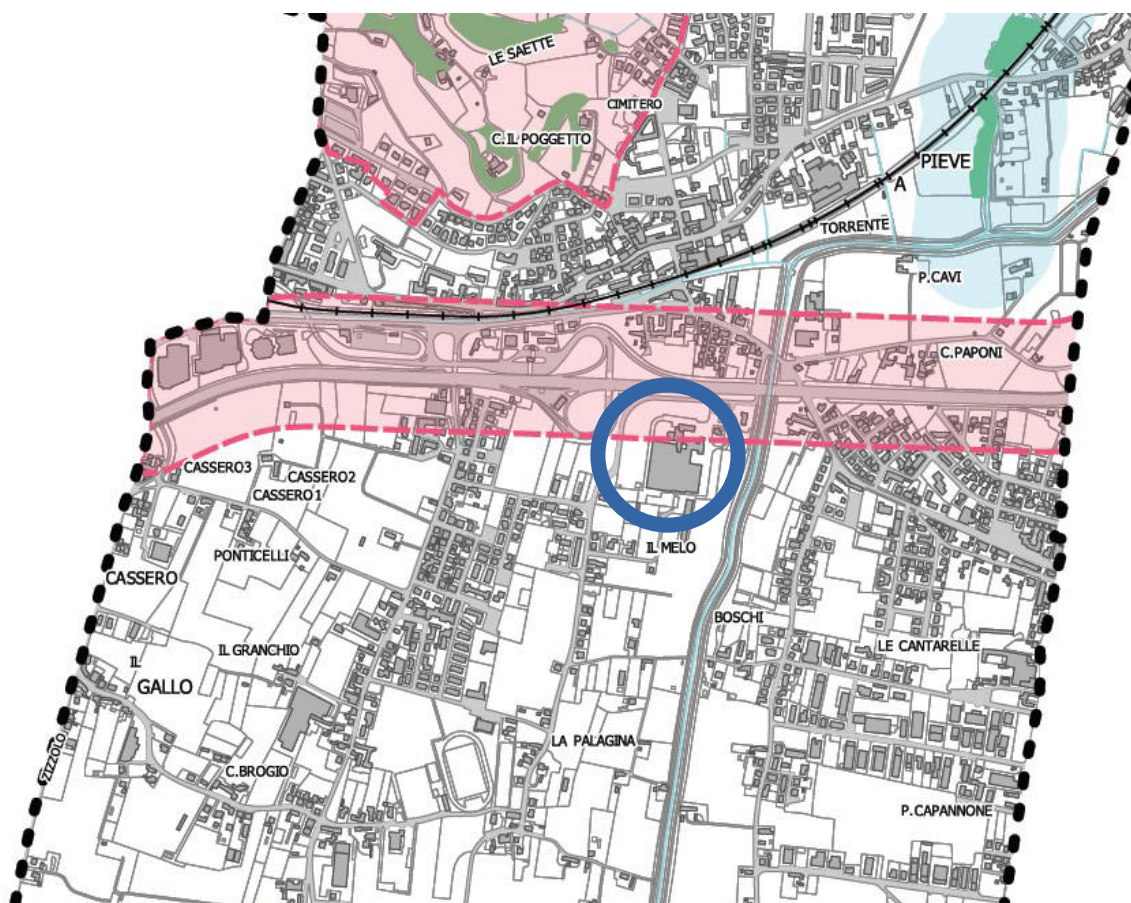 LE SAETTE
CIMITERO
C.IL POGGETTO
PIEVE
A
TORRENTE
P.CAVI
C.PAPONI
CASSERO3
CASSERO2
CASSERO1
IL MELO
PONTICELLI
CASSERO
BOSCHI
LE CANTARELLE
IL GRANCHIO
IL
GALLO
LA PALAGINA
ZIZZOLO
C.BROGIO
P.CAPANNONE